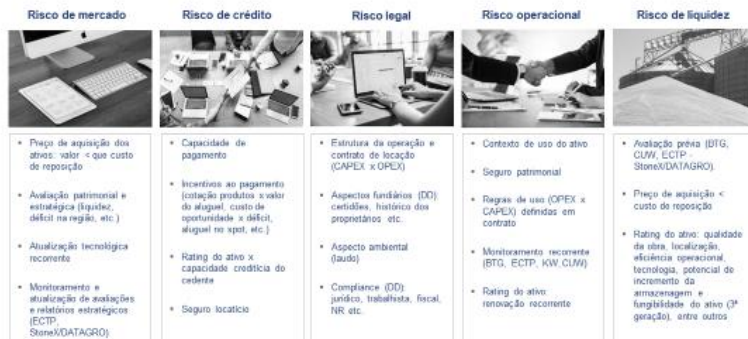 Risco de mercado
Preço de aquisição dos
ativos: valor < que custo
de reposição
Avaliação patrimonial e
estratégica (liquidez,
déficit na região, etc.)
Atualização tecnológica
recorrente
Monitoramento e
atualização de avaliações
e relatórios estratégicos
(ECTP,
StoneX/DATAGRO)
Risco de crédito
Capacidade de
pagamento
Incentivos ao pagamento
(cotação produtos x valor
do aluguel, custo de
oportunidade x déficit,
aluguel no spot, etc.)
Rating do ativo x
capacidade creditícia do
cedente
Seguro locatício
Risco legal
Estrutura da operação e
contrato de locação
(CAPEX x OPEX)
Aspectos fundiários (DD):
certidões, histórico dos
proprietários etc.
Aspecto ambiental
(laudo)
Compliance (DD):
jurídico, trabalhista, fiscal,
NR etc.
Risco operacional
Contexto de uso do ativo
Seguro patrimonial
Regras de uso (OPEX x
CAPEX) definidas em
contrato
Monitoramento recorrente
(BTG, ECTP, KW, CUW)
Rating do ativo:
renovação recorrente
Risco de liquidez
Avaliação prévia (BTG,
CUW, ECTP -
StoneX/DATAGRO).
Preço de aquisição <
custo de reposição
Rating do ativo: qualidade
da obra, localização,
eficiência operacional,
tecnologia, potencial de
incremento da
armazenagem e
fungibilidade do ativo (3ª
geração), entre outros